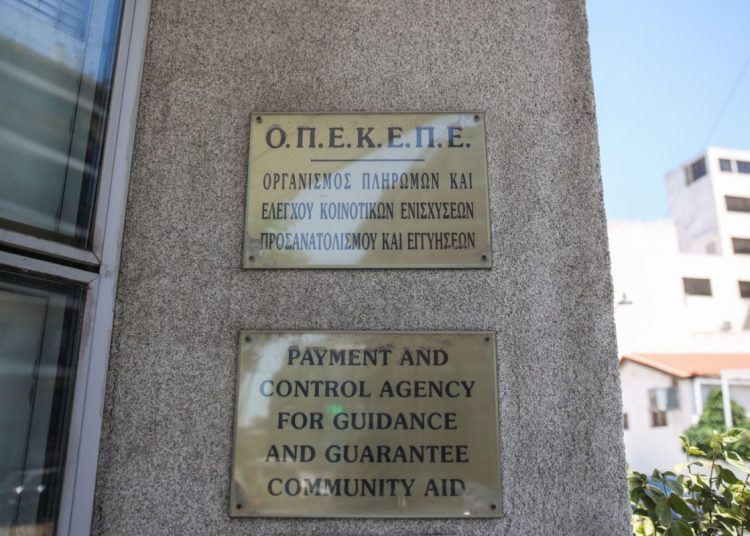 Ο.Π.Ε.Κ.Ε.Π.Ε.
ΟΡΓΑΝΙΣΜΟΣ ΠΛΗΡΩΜΩΝ ΚΑΙ
ΕΛΕΓΧΟΥ ΚΟΙΝΟΤΙΚΩΝ ΕΝΙΣΧΥΣΕΩΝ
ΠΡΟΣΑΝΑΤΟΛΙΣΜΟΥ ΚΑΙ ΕΓΓΥΗΣΕΩΝ
PAYMENT AND
CONTROL AGENCY
FOR GUIDANCE
AND GUARANTEE
COMMUNITY AID